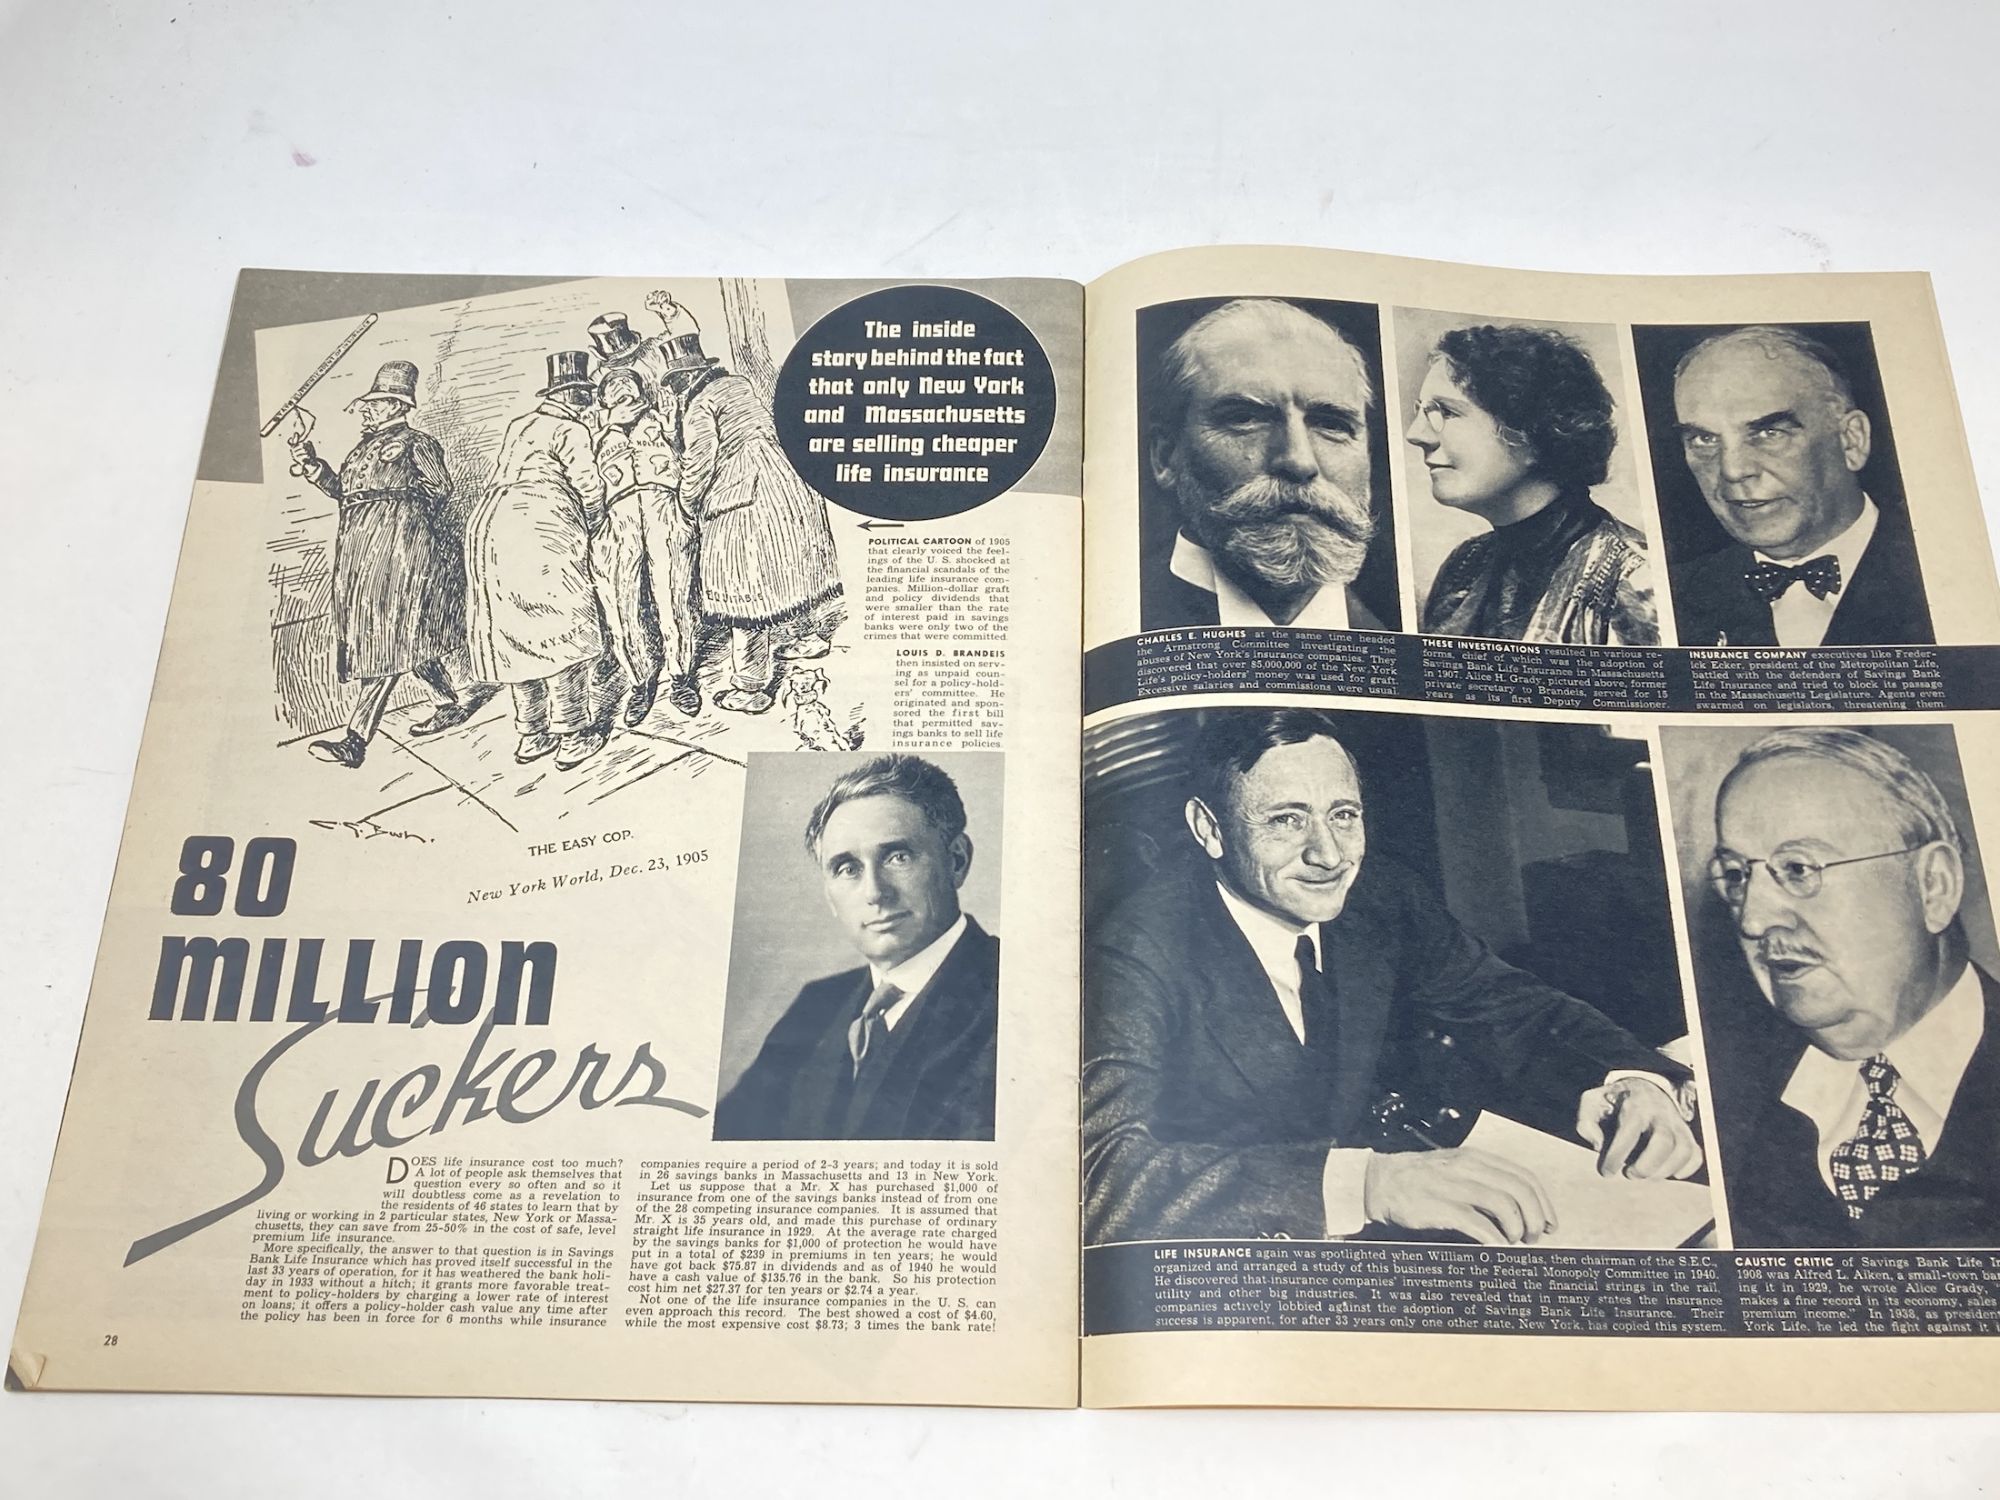 The inside
story behind the fact
that only New York
and Massachusetts
are selling cheaper
life insurance
POLICY HOLDER
N.Y. LIFE
EQUITABLE
POLITICAL CARTOON of 1905
that clearly voiced the feel-
ings of the U. S. shocked at
the financial scandals of the
leading life insurance com-
panies. Million-dollar graft
and policy dividends that
were smaller than the rate
of interest paid in savings
banks were only two of the
crimes that were committed.
LOUIS D. BRANDEIS
then insisted on serv-
ing as unpaid coun-
sel for a policy-hold-
ers' committee. He
originated and spon-
sored the first bill
that permitted sav-
ings banks to sell life
insurance policies.
THE EASY COP.
New York World, Dec. 23, 1905
80
MILLION
Suckers
DOES life insurance cost too much?
A lot of people ask themselves that
question every so often and so it
will doubtless come as a revelation to
the residents of 46 states to learn that by
living or working in 2 particular states, New York or Massa-
chusetts, they can save from 25-50% in the cost of safe, level
premium life insurance.
More specifically, the answer to that question is in Savings
Bank Life Insurance which has proved itself successful in the
last 33 years of operation, for it has weathered the bank holi-
day in 1933 without a hitch; it grants more favorable treat-
ment to policy-holders by charging a lower rate of interest
on loans; it offers a policy-holder cash value any time after
the policy has been in force for 6 months while insurance
companies require a period of 2-3 years; and today it is sold
in 26 savings banks in Massachusetts and 13 in New York.
Let us suppose that a Mr. X has purchased $1,000 of
insurance from one of the savings banks instead of from one
of the 28 competing insurance companies. It is assumed that
Mr. X is 35 years old, and made this purchase of ordinary
straight life insurance in 1929. At the average rate charged
by the savings banks for $1,000 of protection he would have
put in a total of $239 in premiums in ten years; he would
have got back $75.87 in dividends and as of 1940 he would
have a cash value of $135.76 in the bank. So his protection
cost him net $27.37 for ten years or $2.74 a year.
Not one of the life insurance companies in the U. S. can
even approach this record. The best showed a cost of $4.60,
while the most expensive cost $8.73; 3 times the bank rate!
28
CHARLES E. HUGHES at the same time headed
the Armstrong Committee investigating the
abuses of New York's insurance companies. They
discovered that over $5,000,000 of the New York
Life's policy-holders' money was used for graft.
Excessive salaries and commissions were usual.
THESE INVESTIGATIONS resulted in various re-
forms, chief of which was the adoption of
Savings Bank Life Insurance in Massachusetts
in 1907. Alice H. Grady, pictured above, former
private secretary to Brandeis, served for 15
years as its first Deputy Commissioner.
INSURANCE COMPANY executives like Freder-
ick Ecker, president of the Metropolitan Life,
battled with the defenders of Savings Bank
Life Insurance and tried to block its passage
in the Massachusetts Legislature. Agents even
swarmed on legislators, threatening them.
LIFE INSURANCE again was spotlighted when William O. Douglas, then chairman of the S.E.C.,
organized and arranged a study of this business for the Federal Monopoly Committee in 1940.
He discovered that insurance companies' investments pulled the financial strings in the rail,
utility and other big industries. It was also revealed that in many states the insurance
companies actively lobbied against the adoption of Savings Bank Life Insurance. Their
success is apparent, for after 33 years only one other state, New York, has copied this system.
CAUSTIC CRITIC of Savings Bank Life In
1908 was Alfred L. Aiken, a small-town ban
ing it in 1929, he wrote Alice Grady, "
makes a fine record in its economy, sales
premium income." In 1938, as president
York Life, he led the fight against it i